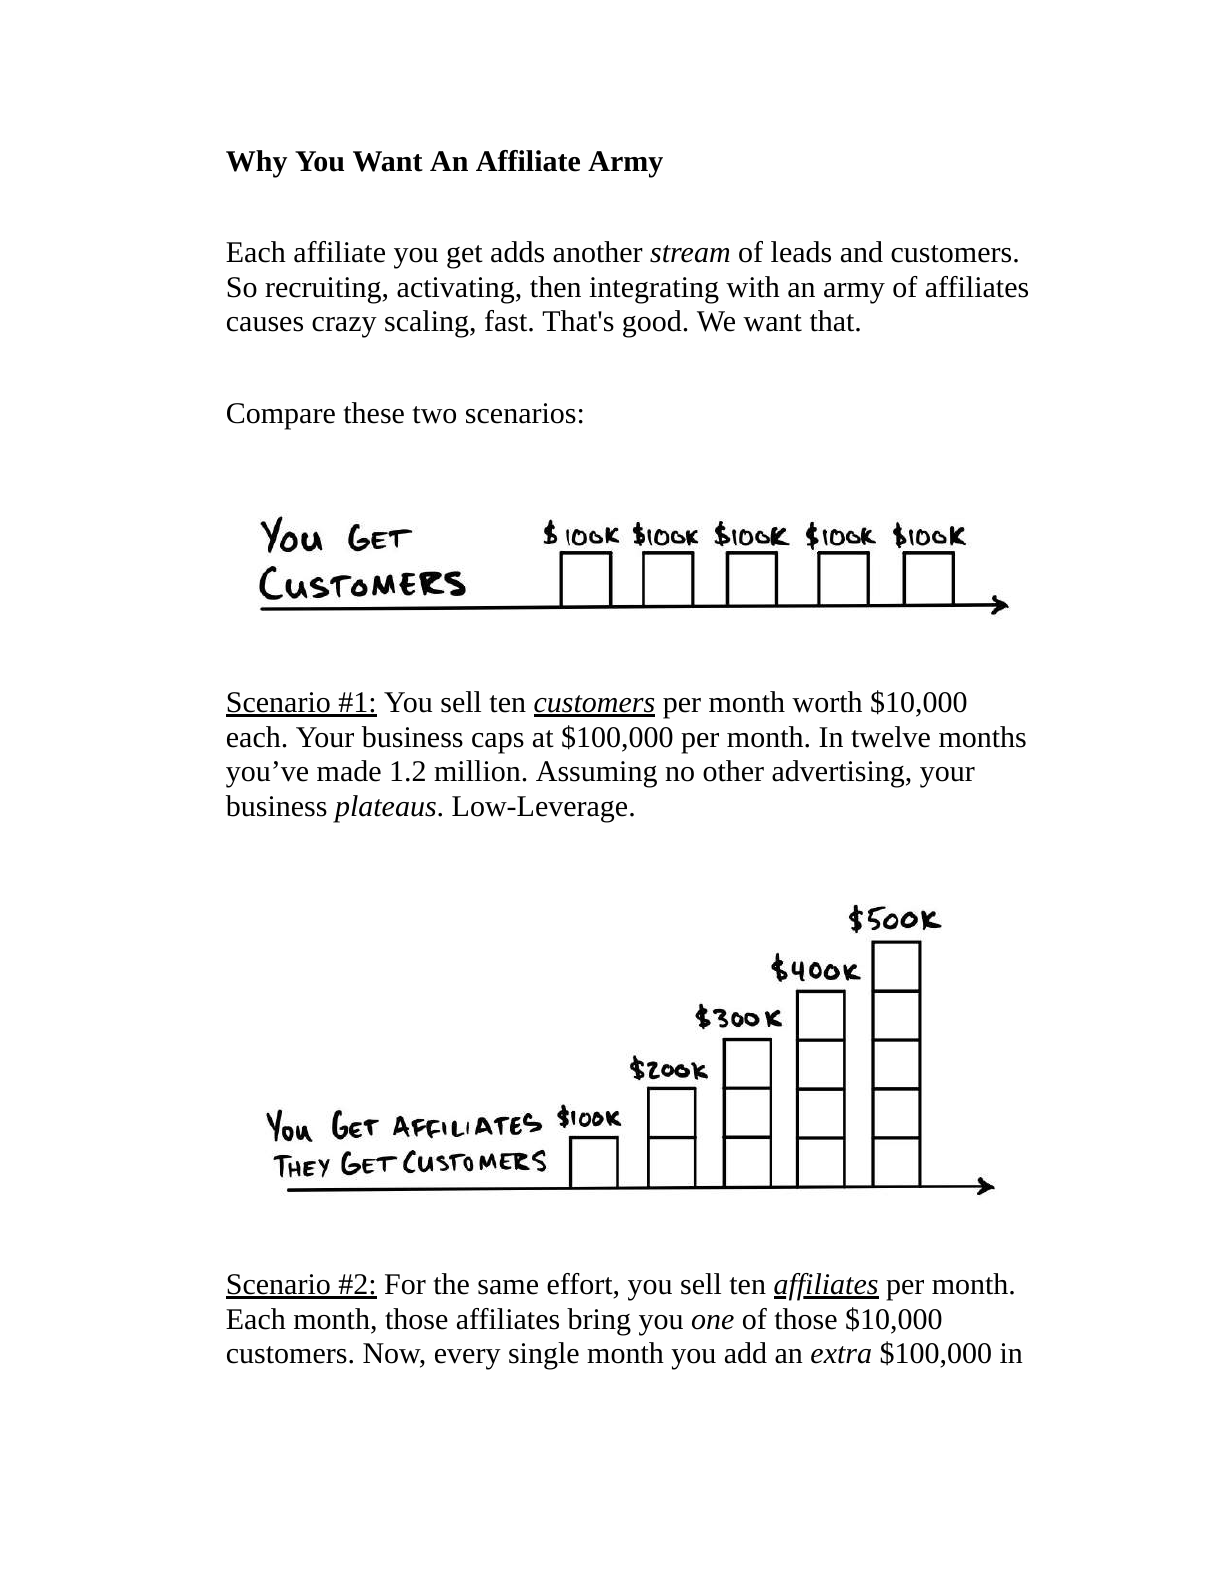 Why You Want An Affiliate Army
Each affiliate you get adds another stream of leads and customers.
So recruiting, activating, then integrating with an army of affiliates
causes crazy scaling, fast. That's good. We want that.
Compare these two scenarios:
You Get
Customers
$100K $100K $100K $100K $100K
Scenario #1: You sell ten customers per month worth $10,000
each. Your business caps at $100,000 per month. In twelve months
you’ve made 1.2 million. Assuming no other advertising, your
business plateaus. Low-Leverage.
$500K
$400K
$300K
$200K
$100K
You Get Affiliates
They Get Customers
Scenario #2: For the same effort, you sell ten affiliates per month.
Each month, those affiliates bring you one of those $10,000
customers. Now, every single month you add an extra $100,000 in